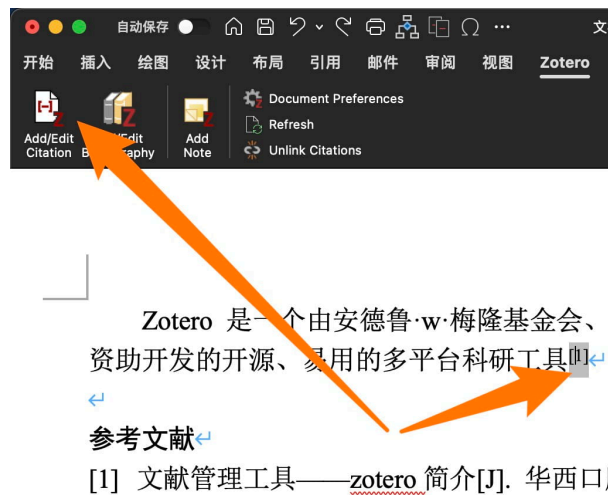 自动保存
文
开始 插入 绘图 设计 布局 引用 邮件 审阅 视图 Zotero
Document Preferences
Refresh
Unlink Citations
Add/Edit
Citation
Add
Note
Zotero 是一个由安德鲁·w·梅隆基金会、
资助开发的开源、易用的多平台科研工具[1]
参考文献
[1] 文献管理工具——zotero 简介[J]. 华西口